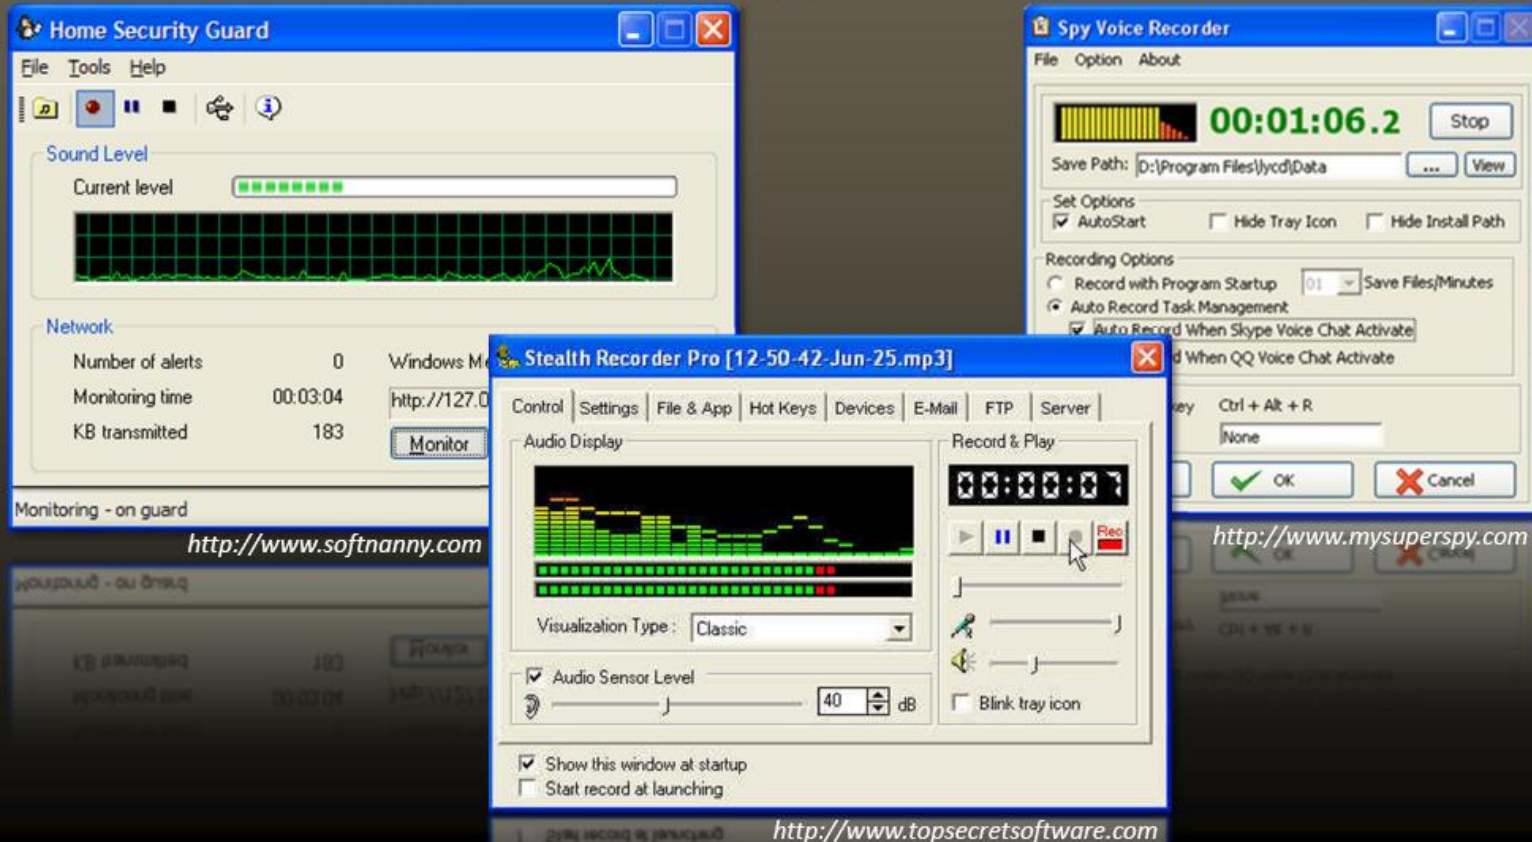 Home Security Guard
File Tools Help
Sound Level
Current level
Network
Number of alerts 0 Windows Me
Monitoring time 00:03:04 http://127.0
KB transmitted 183 Monitor
Monitoring - on guard
http://www.softnanny.com
Spy Voice Recorder
File Option About
00:01:06.2 Stop
Save Path: D:\Program Files\lycd\Data ... View
Set Options
AutoStart Hide Tray Icon Hide Install Path
Recording Options
Record with Program Startup 01 Save Files/Minutes
Auto Record Task Management
Auto Record When Skype Voice Chat Activate
d When QQ Voice Chat Activate
ey Ctrl + Alt + R
None
OK Cancel
http://www.mysuperspy.com
Stealth Recorder Pro [12-50-42-Jun-25.mp3]
Control Settings File & App Hot Keys Devices E-Mail FTP Server
Audio Display
Record & Play
00:00:07
Rec
Visualization Type : Classic
Audio Sensor Level
40 dB
Blink tray icon
Show this window at startup
Start record at launching
http://www.topsecretsoftware.com